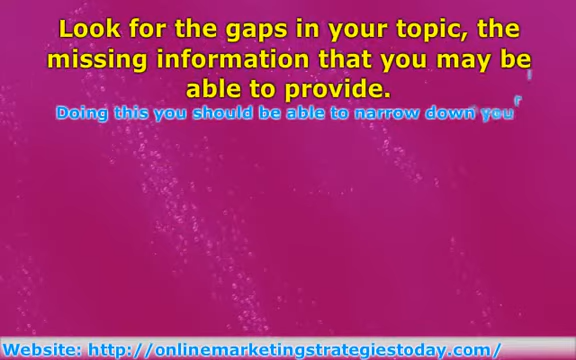 Look for the gaps in your topic, the
missing information that you may be
able to provide.
Doing this you should be able to narrow down your
Website: http://onlinemarketingstrategiestoday.com/